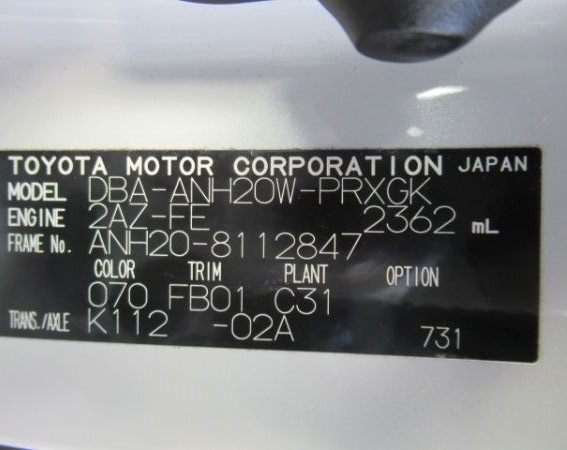 TOYOTA MOTOR CORPORATION JAPAN
MODEL DBA-ANH20W-PRXGK
ENGINE 2AZ-FE 2362 mL
FRAME No. ANH20-8112847
COLOR TRIM PLANT OPTION
070 FB01 C31
TRANS./AXLE K112 -02A 731